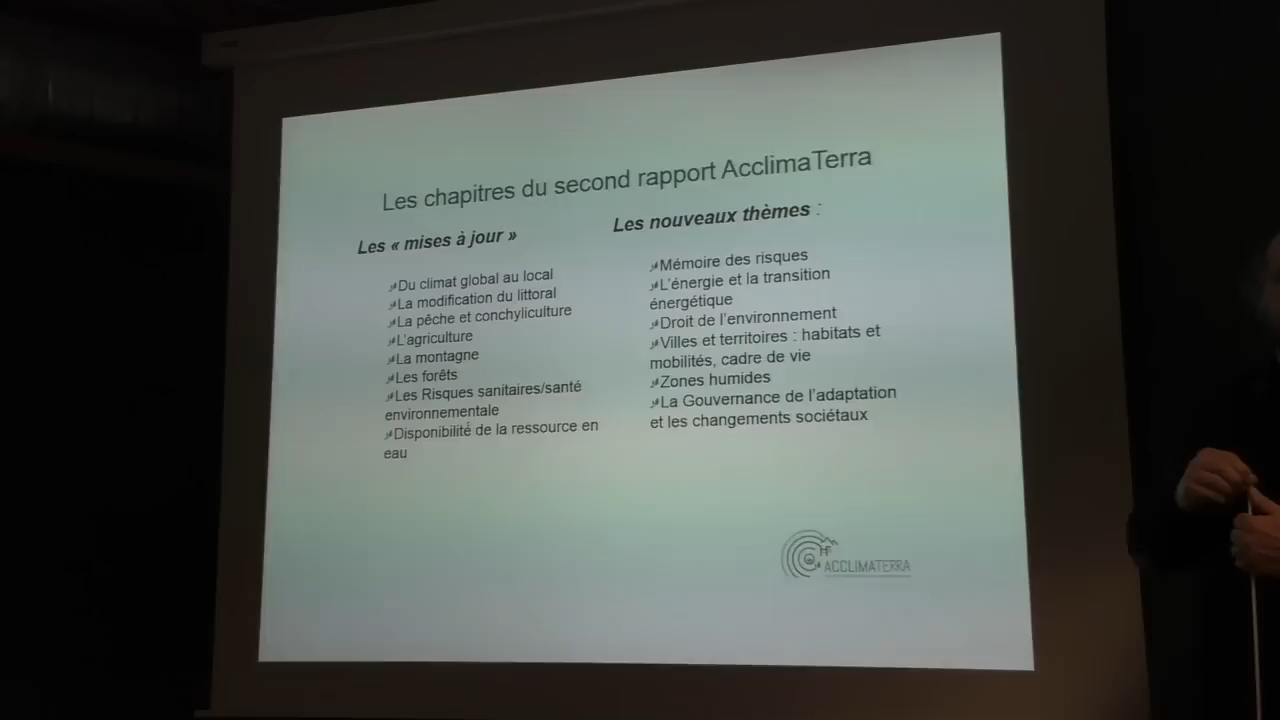 Les chapitres du second rapport AcclimaTerra
Les « mises à jour »
Du climat global au local
La modification du littoral
La pêche et conchyliculture
L'agriculture
La montagne
Les forêts
Les Risques sanitaires/santé
environnementale
Disponibilité de la ressource en
eau
Les nouveaux thèmes :
Mémoire des risques
L'énergie et la transition
énergétique
Droit de l'environnement
Villes et territoires : habitats et
mobilités, cadre de vie
Zones humides
La Gouvernance de l'adaptation
et les changements sociétaux
ACCLIMATERRA